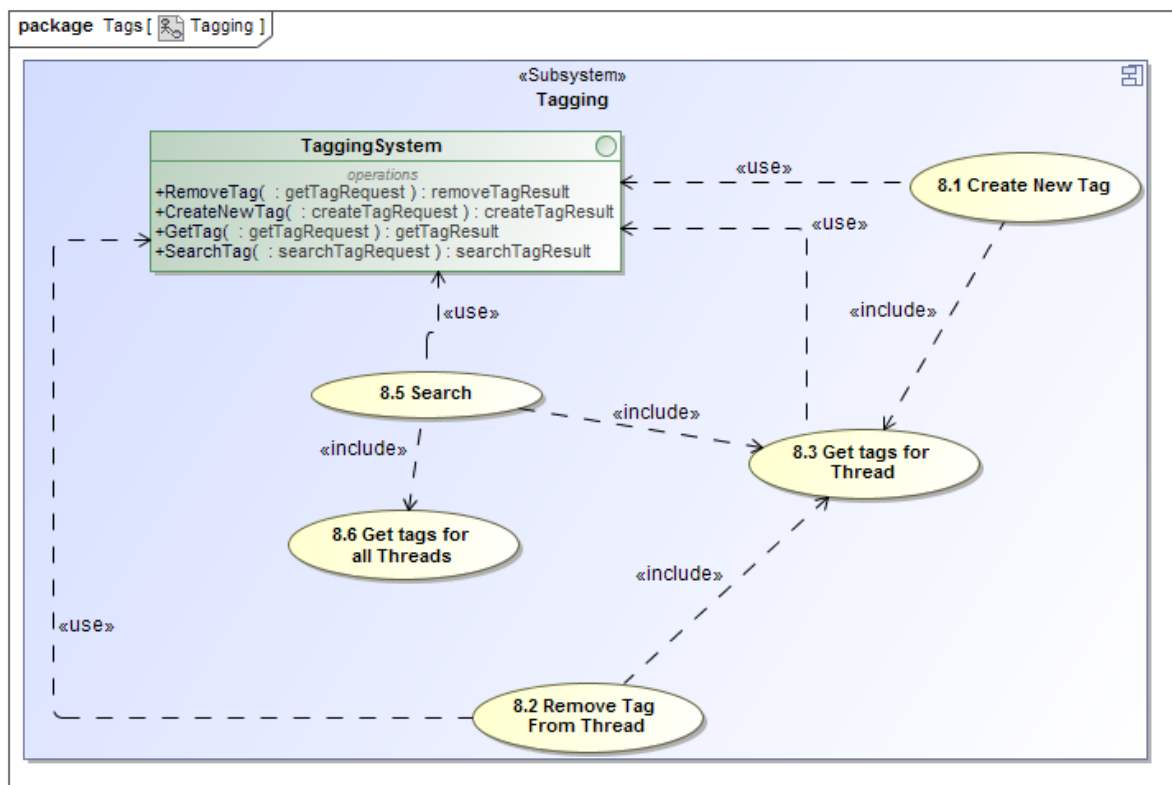 package Tags [ Tagging ]
«Subsystem»
Tagging
TaggingSystem
operations
+RemoveTag( : getTagRequest ) : removeTagResult
+CreateNewTag( : createTagRequest ) : createTagResult
+GetTag( : getTagRequest ) : getTagResult
+SearchTag( : searchTagRequest ) : searchTagResult
«use»
8.1 Create New Tag
«use»
«include»
«use»
8.5 Search
«include»
«include»
8.3 Get tags for
Thread
8.6 Get tags for
all Threads
«include»
«use»
8.2 Remove Tag
From Thread